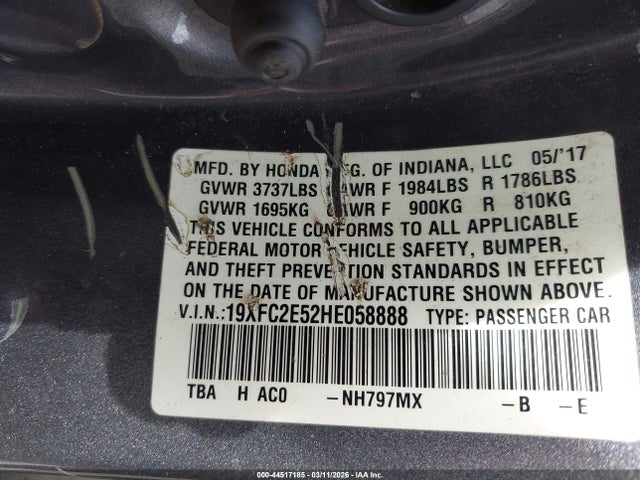 MFD. BY HONDA MFG. OF INDIANA, LLC 05/'17
GVWR 3737LBS GAWR F 1984LBS R 1786LBS
GVWR 1695KG GAWR F 900KG R 810KG
THIS VEHICLE CONFORMS TO ALL APPLICABLE
FEDERAL MOTOR VEHICLE SAFETY, BUMPER,
AND THEFT PREVENTION STANDARDS IN EFFECT
ON THE DATE OF MANUFACTURE SHOWN ABOVE.
V.I.N.:19XFC2E52HE058888 TYPE: PASSENGER CAR
TBA H AC0 -NH797MX -B -E
000-44517185 - 03/11/2026 - IAA Inc.